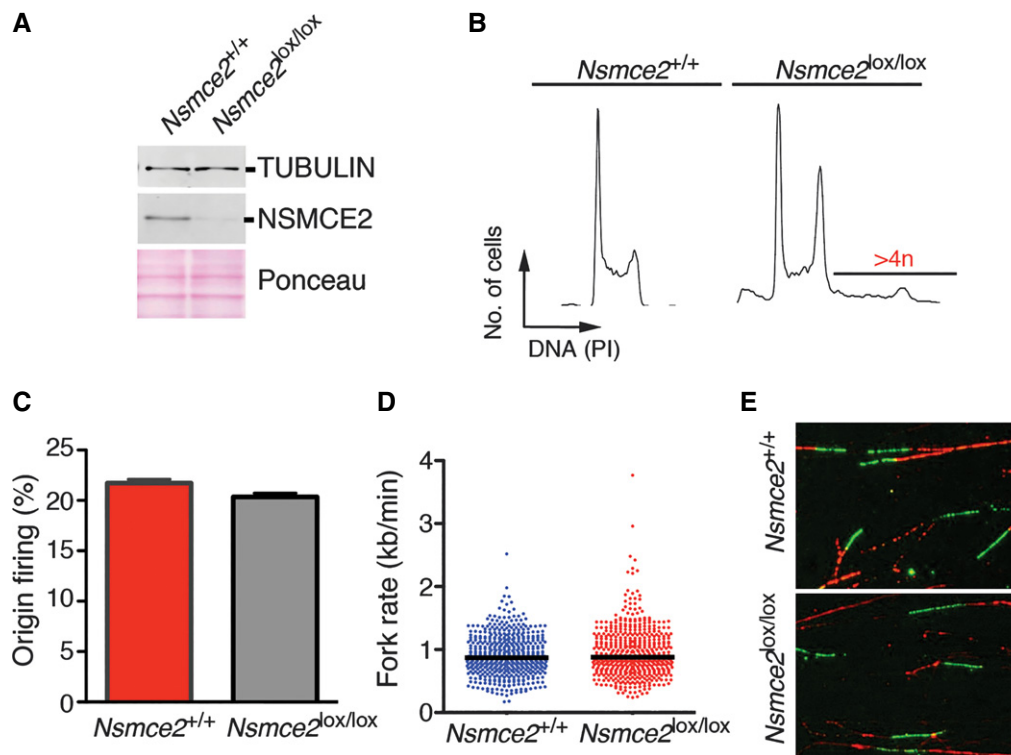 A
Nsmce2+/+
Nsmce2lox/lox
TUBULIN
NSMCE2
Ponceau
B
Nsmce2+/+
Nsmce2lox/lox
>4n
No. of cells
DNA (PI)
C
Origin firing (%)
25
20
15
10
5
0
Nsmce2+/+
Nsmce2lox/lox
D
Fork rate (kb/min)
4
3
2
1
0
Nsmce2+/+
Nsmce2lox/lox
E
Nsmce2+/+
Nsmce2lox/lox